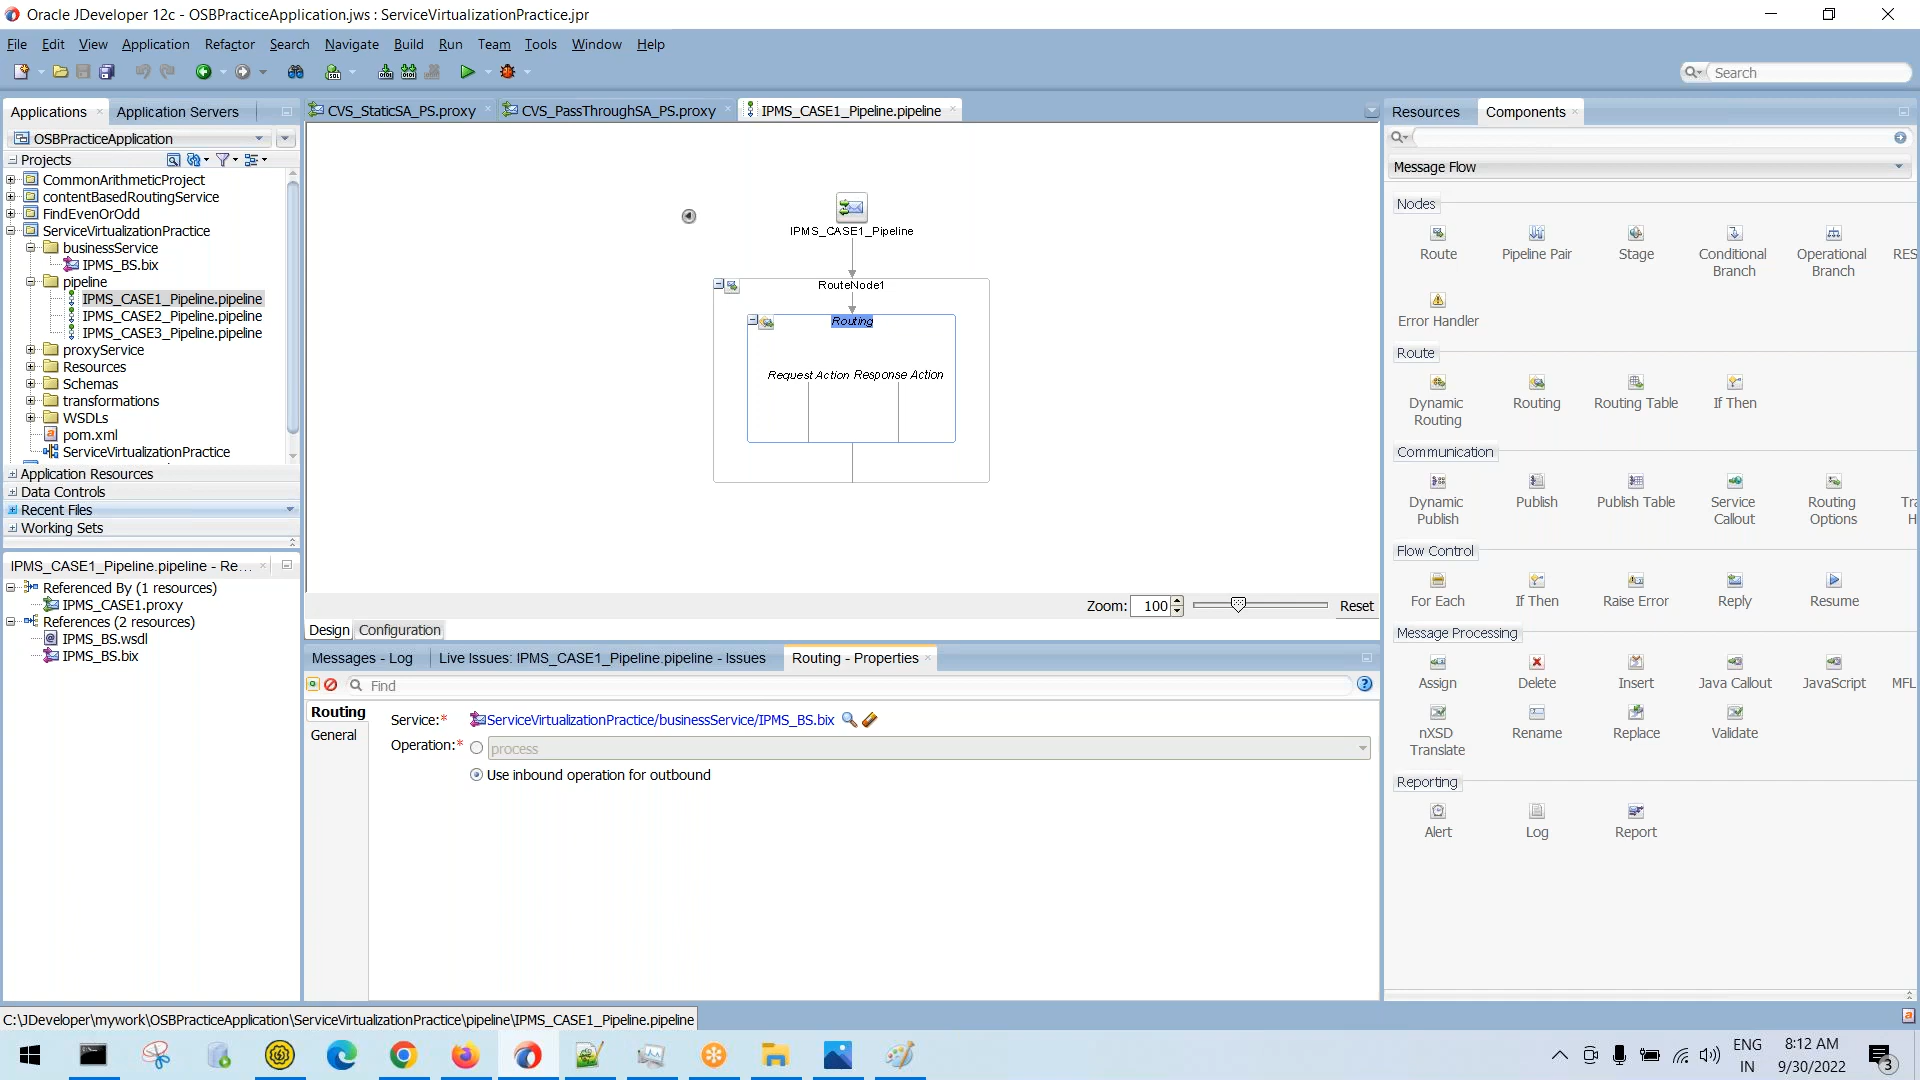 Oracle JDeveloper 12c - OSBPracticeApplication.jws : ServiceVirtualizationPractice.jpr
File Edit View Application Refactor Search Navigate Build Run Team Tools Window Help
Search
Applications
Application Servers
OSBPracticeApplication
Projects
CommonArithmeticProject
contentBasedRoutingService
FindEvenOrOdd
ServiceVirtualizationPractice
businessService
IPMS_BS.bix
pipeline
IPMS_CASE1_Pipeline.pipeline
IPMS_CASE2_Pipeline.pipeline
IPMS_CASE3_Pipeline.pipeline
proxyService
Resources
Schemas
transformations
WSDLs
pom.xml
ServiceVirtualizationPractice
Application Resources
Data Controls
Recent Files
Working Sets
IPMS_CASE1_Pipeline.pipeline - Re...
Referenced By (1 resources)
IPMS_CASE1.proxy
References (2 resources)
IPMS_BS.wsdl
IPMS_BS.bix
CVS_StaticSA_PS.proxy
CVS_PassThroughSA_PS.proxy
IPMS_CASE1_Pipeline.pipeline
IPMS_CASE1_Pipeline
RouteNode1
Routing
Request Action Response Action
Zoom: 100 Reset
Design Configuration
Messages - Log
Live Issues: IPMS_CASE1_Pipeline.pipeline - Issues
Routing - Properties
Find
Routing
General
Service:* ServiceVirtualizationPractice/businessService/IPMS_BS.bix
Operation:* process
Use inbound operation for outbound
Resources
Components
Message Flow
Nodes
Route
Pipeline Pair
Stage
Conditional Branch
Operational Branch
RES
Error Handler
Route
Dynamic Routing
Routing
Routing Table
If Then
Communication
Dynamic Publish
Publish
Publish Table
Service Callout
Routing Options
Tra
H
Flow Control
For Each
If Then
Raise Error
Reply
Resume
Message Processing
Assign
Delete
Insert
Java Callout
JavaScript
MFL
nXSD Translate
Rename
Replace
Validate
Reporting
Alert
Log
Report
C:\JDeveloper\mywork\OSBPracticeApplication\ServiceVirtualizationPractice\pipeline\IPMS_CASE1_Pipeline.pipeline
ENG
IN
8:12 AM
9/30/2022
3